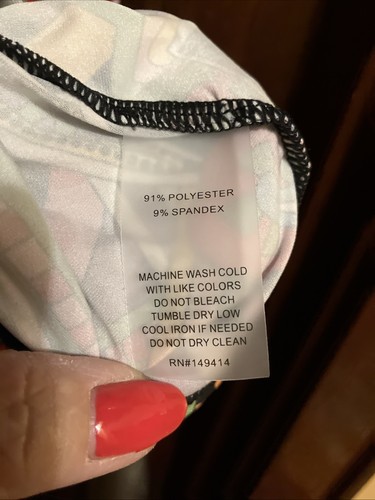 91% POLYESTER
9% SPANDEX
MACHINE WASH COLD
WITH LIKE COLORS
DO NOT BLEACH
TUMBLE DRY LOW
COOL IRON IF NEEDED
DO NOT DRY CLEAN
RN#149414